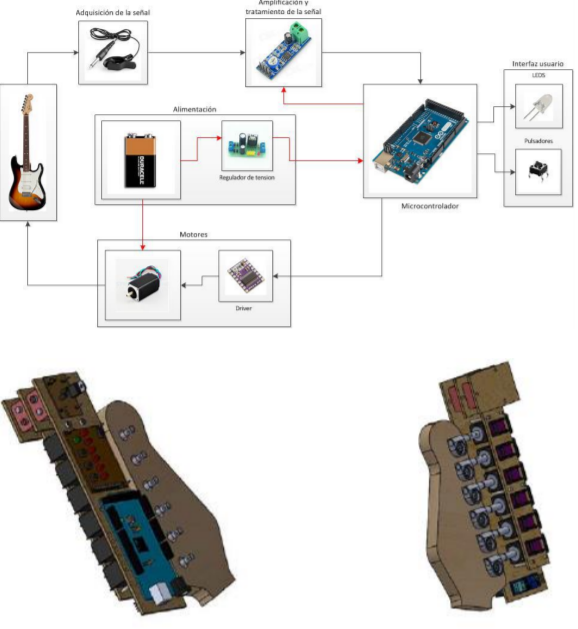 Adquisición de la señal
Amplificación y
tratamiento de la señal
Interfaz usuario
LEDS
Pulsadores
Alimentación
DURACELL
Regulador de tension
Microcontrolador
Motores
Driver